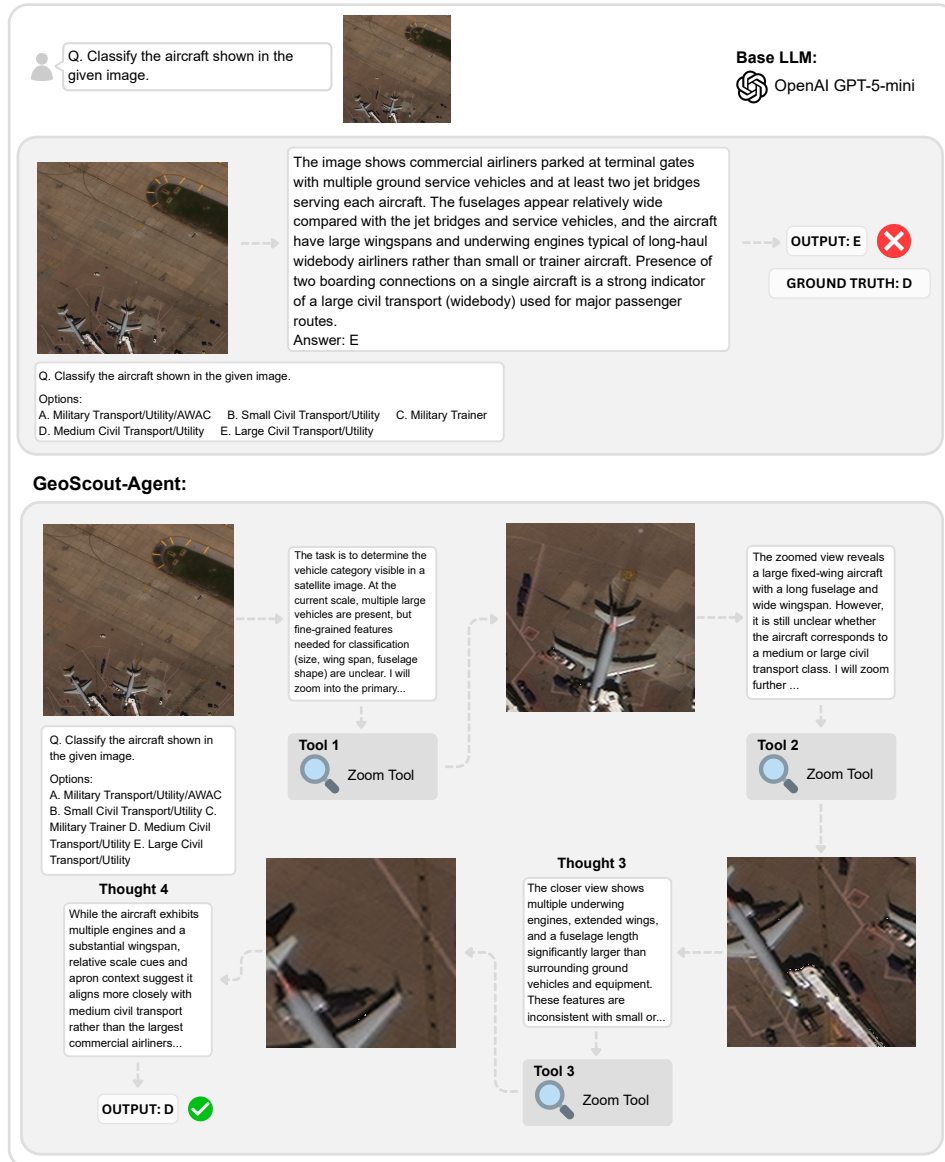 Q. Classify the aircraft shown in the
given image.
Base LLM:
OpenAI GPT-5-mini
The image shows commercial airliners parked at terminal gates
with multiple ground service vehicles and at least two jet bridges
serving each aircraft. The fuselages appear relatively wide
compared with the jet bridges and service vehicles, and the aircraft
have large wingspans and underwing engines typical of long-haul
widebody airliners rather than small or trainer aircraft. Presence of
two boarding connections on a single aircraft is a strong indicator
of a large civil transport (widebody) used for major passenger
routes.
Answer: E
OUTPUT: E
GROUND TRUTH: D
Q. Classify the aircraft shown in the given image.
Options:
A. Military Transport/Utility/AWAC B. Small Civil Transport/Utility C. Military Trainer
D. Medium Civil Transport/Utility E. Large Civil Transport/Utility
GeoScout-Agent:
The task is to determine the
vehicle category visible in a
satellite image. At the
current scale, multiple large
vehicles are present, but
fine-grained features
needed for classification
(size, wing span, fuselage
shape) are unclear. I will
zoom into the primary...
Tool 1
Zoom Tool
The zoomed view reveals
a large fixed-wing aircraft
with a long fuselage and
wide wingspan. However,
it is still unclear whether
the aircraft corresponds to
a medium or large civil
transport class. I will zoom
further ...
Tool 2
Zoom Tool
Q. Classify the aircraft shown in
the given image.
Options:
A. Military Transport/Utility/AWAC
B. Small Civil Transport/Utility C.
Military Trainer D. Medium Civil
Transport/Utility E. Large Civil
Transport/Utility
Thought 3
The closer view shows
multiple underwing
engines, extended wings,
and a fuselage length
significantly larger than
surrounding ground
vehicles and equipment.
These features are
inconsistent with small or...
Tool 3
Zoom Tool
Thought 4
While the aircraft exhibits
multiple engines and a
substantial wingspan,
relative scale cues and
apron context suggest it
aligns more closely with
medium civil transport
rather than the largest
commercial airliners...
OUTPUT: D